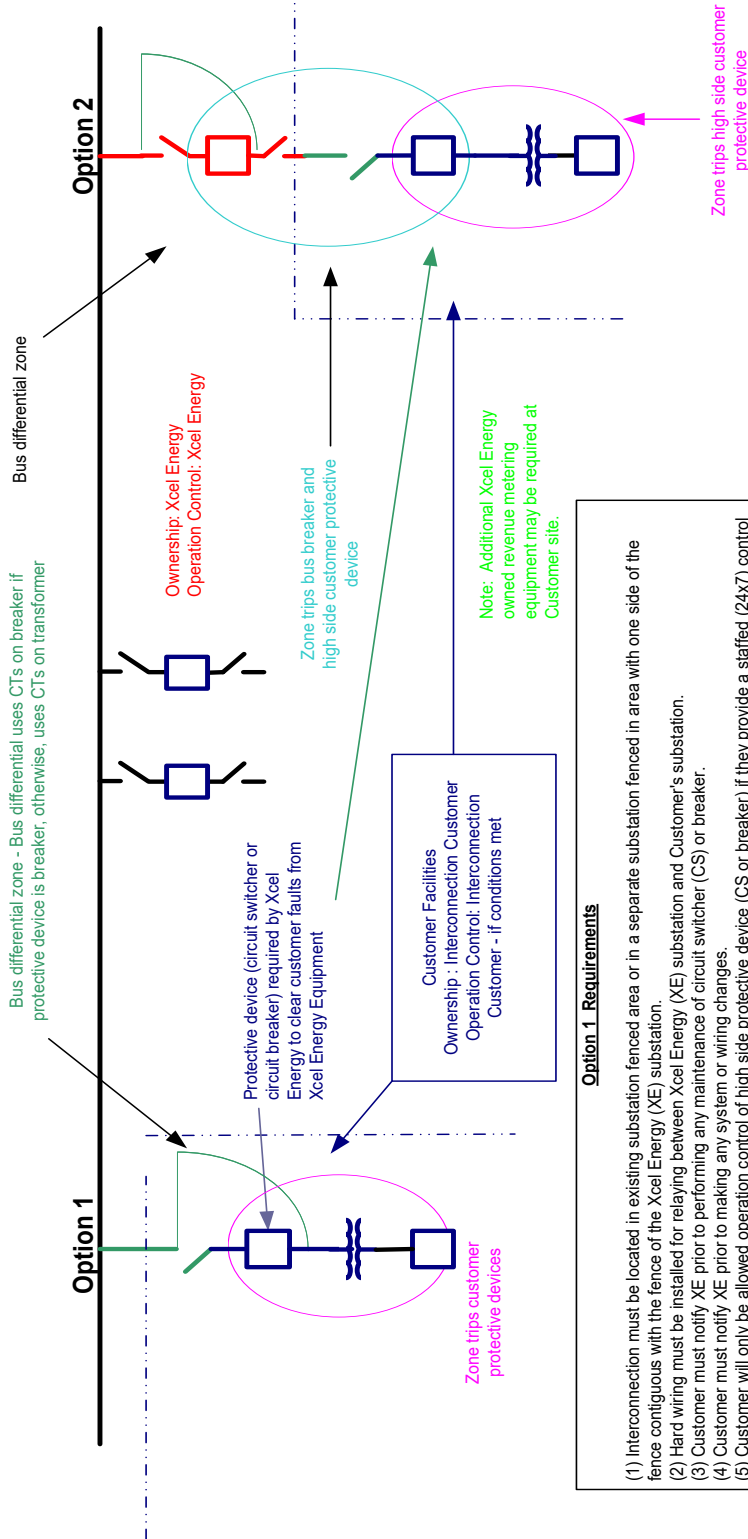 Bus differential zone - Bus differential uses CTs on breaker if
protective device is breaker, otherwise, uses CTs on transformer
Bus differential zone
Option 1
Option 2
Ownership: Xcel Energy
Operation Control: Xcel Energy
Protective device (circuit switcher or
circuit breaker) required by Xcel
Energy to clear customer faults from
Xcel Energy Equipment
Zone trips bus breaker and
high side customer protective
device
Zone trips customer
protective devices
Customer Facilities
Ownership : Interconnection Customer
Operation Control: Interconnection
Customer - if conditions met
Note: Additional Xcel Energy
owned revenue metering
equipment may be required at
Customer site.
Zone trips high side customer
protective device
Option 1 Requirements
(1) Interconnection must be located in existing substation fenced area or in a separate substation fenced in area with one side of the
fence contiguous with the fence of the Xcel Energy (XE) substation.
(2) Hard wiring must be installed for relaying between Xcel Energy (XE) substation and Customer's substation.
(3) Customer must notify XE prior to performing any maintenance of circuit switcher (CS) or breaker.
(4) Customer must notify XE prior to making any system or wiring changes.
(5) Customer will only be allowed operation control of high side protective device (CS or breaker) if they provide a staffed (24x7) control